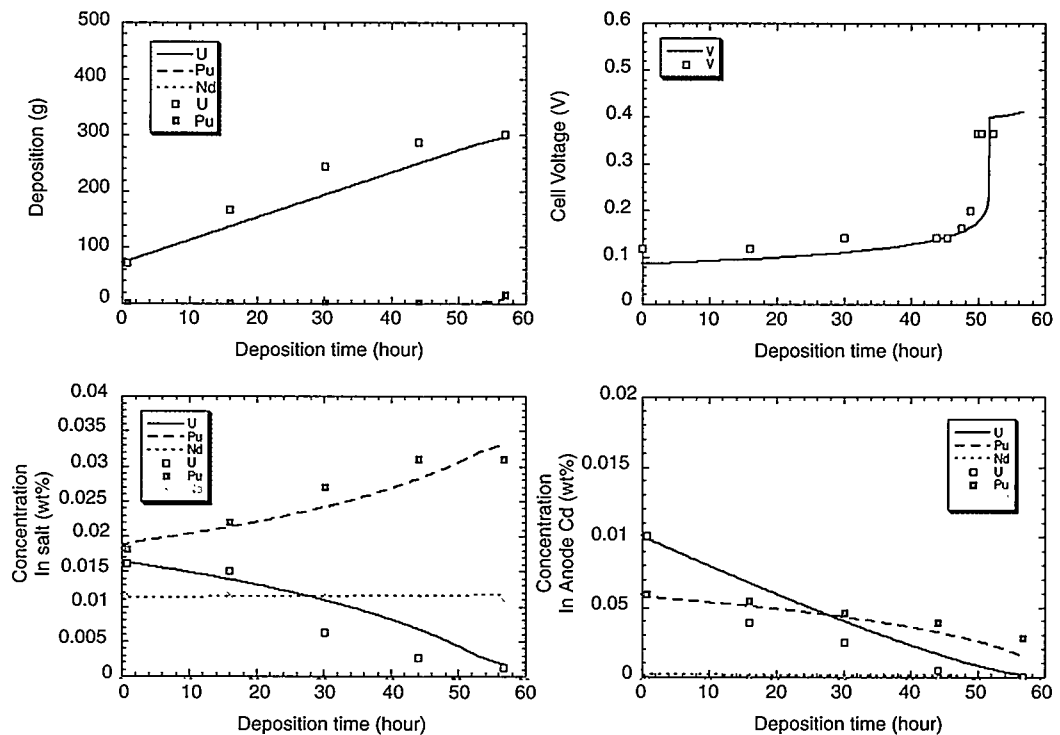 500
400
300
200
100
0
Deposition (g)
U
Pu
Nd
U
Pu
0 10 20 30 40 50 60
Deposition time (hour)
0.6
0.5
0.4
0.3
0.2
0.1
0
Cell Voltage (V)
V
V
0 10 20 30 40 50 60
Deposition time (hour)
0.04
0.035
0.03
0.025
0.02
0.015
0.01
0.005
0
Concentration
In salt (wt%)
U
Pu
Nd
U
Pu
0 10 20 30 40 50 60
Deposition time (hour)
0.02
0.015
0.01
0.05
0
Concentration
In Anode Cd (wt%)
U
Pu
Nd
U
Pu
0 10 20 30 40 50 60
Deposition time (hour)